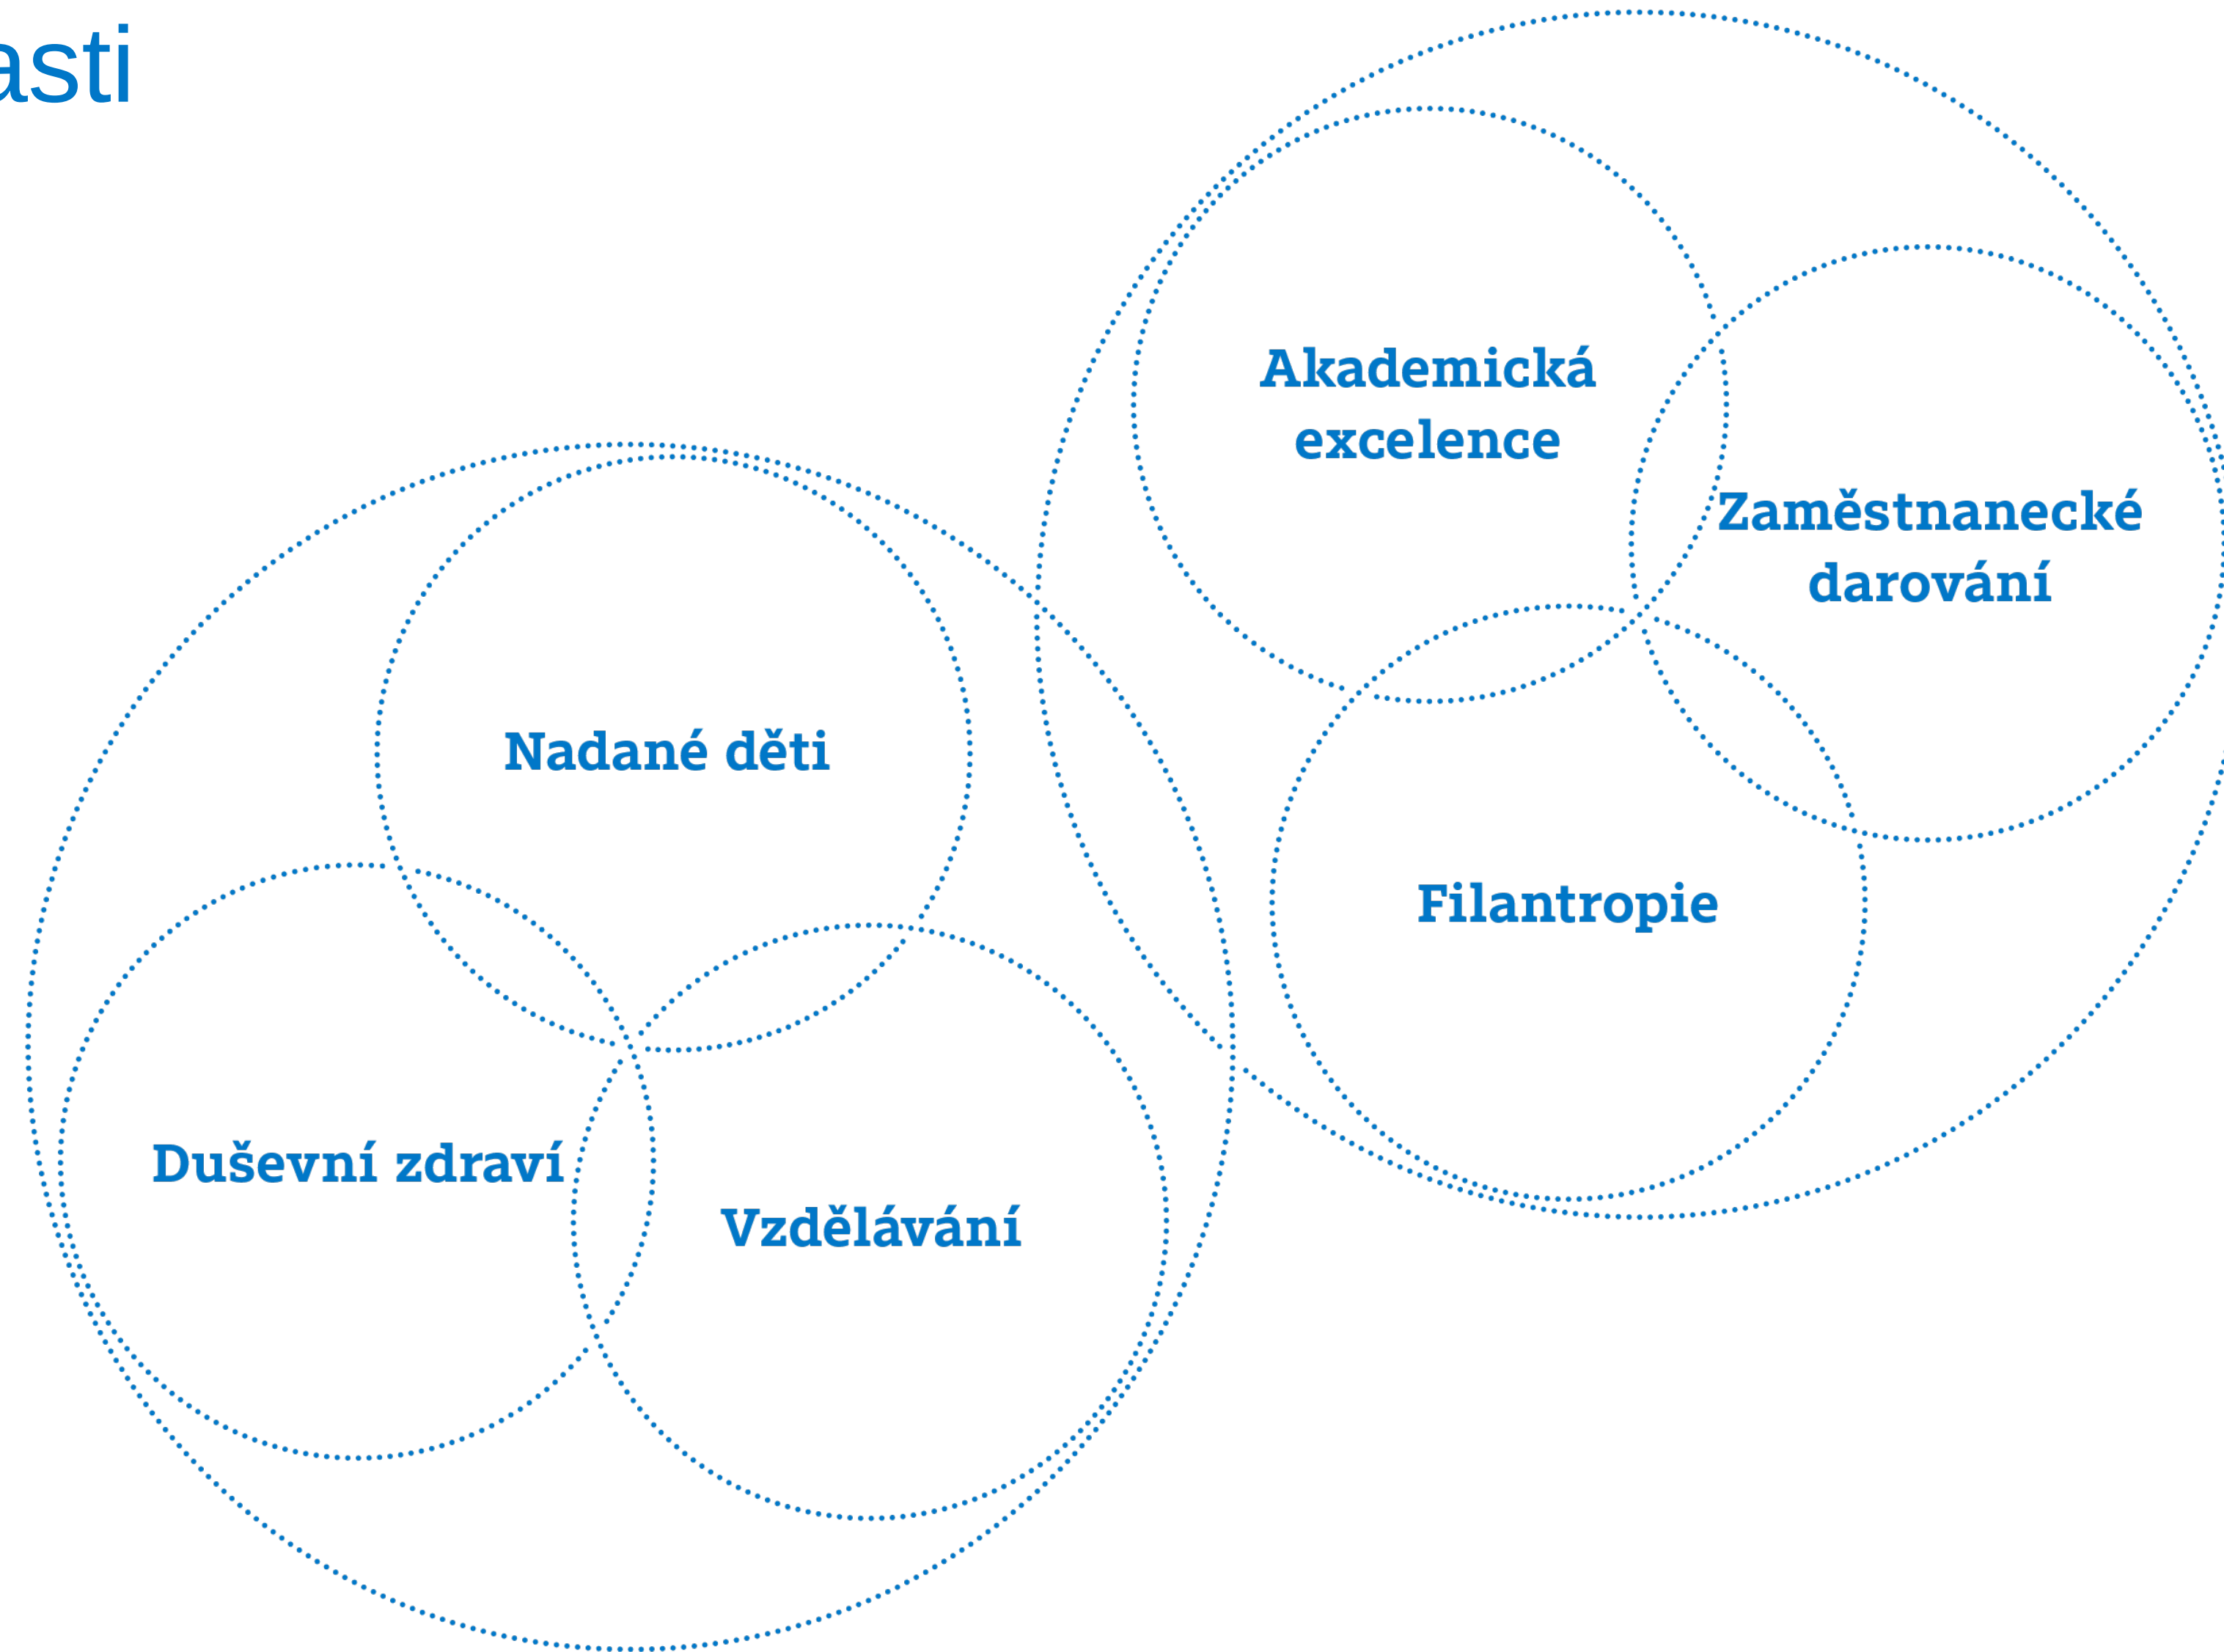 asti
Akademická
excelence
Zaměstnanecké
darování
Nadané děti
Filantropie
Duševní zdraví
Vzdělávání